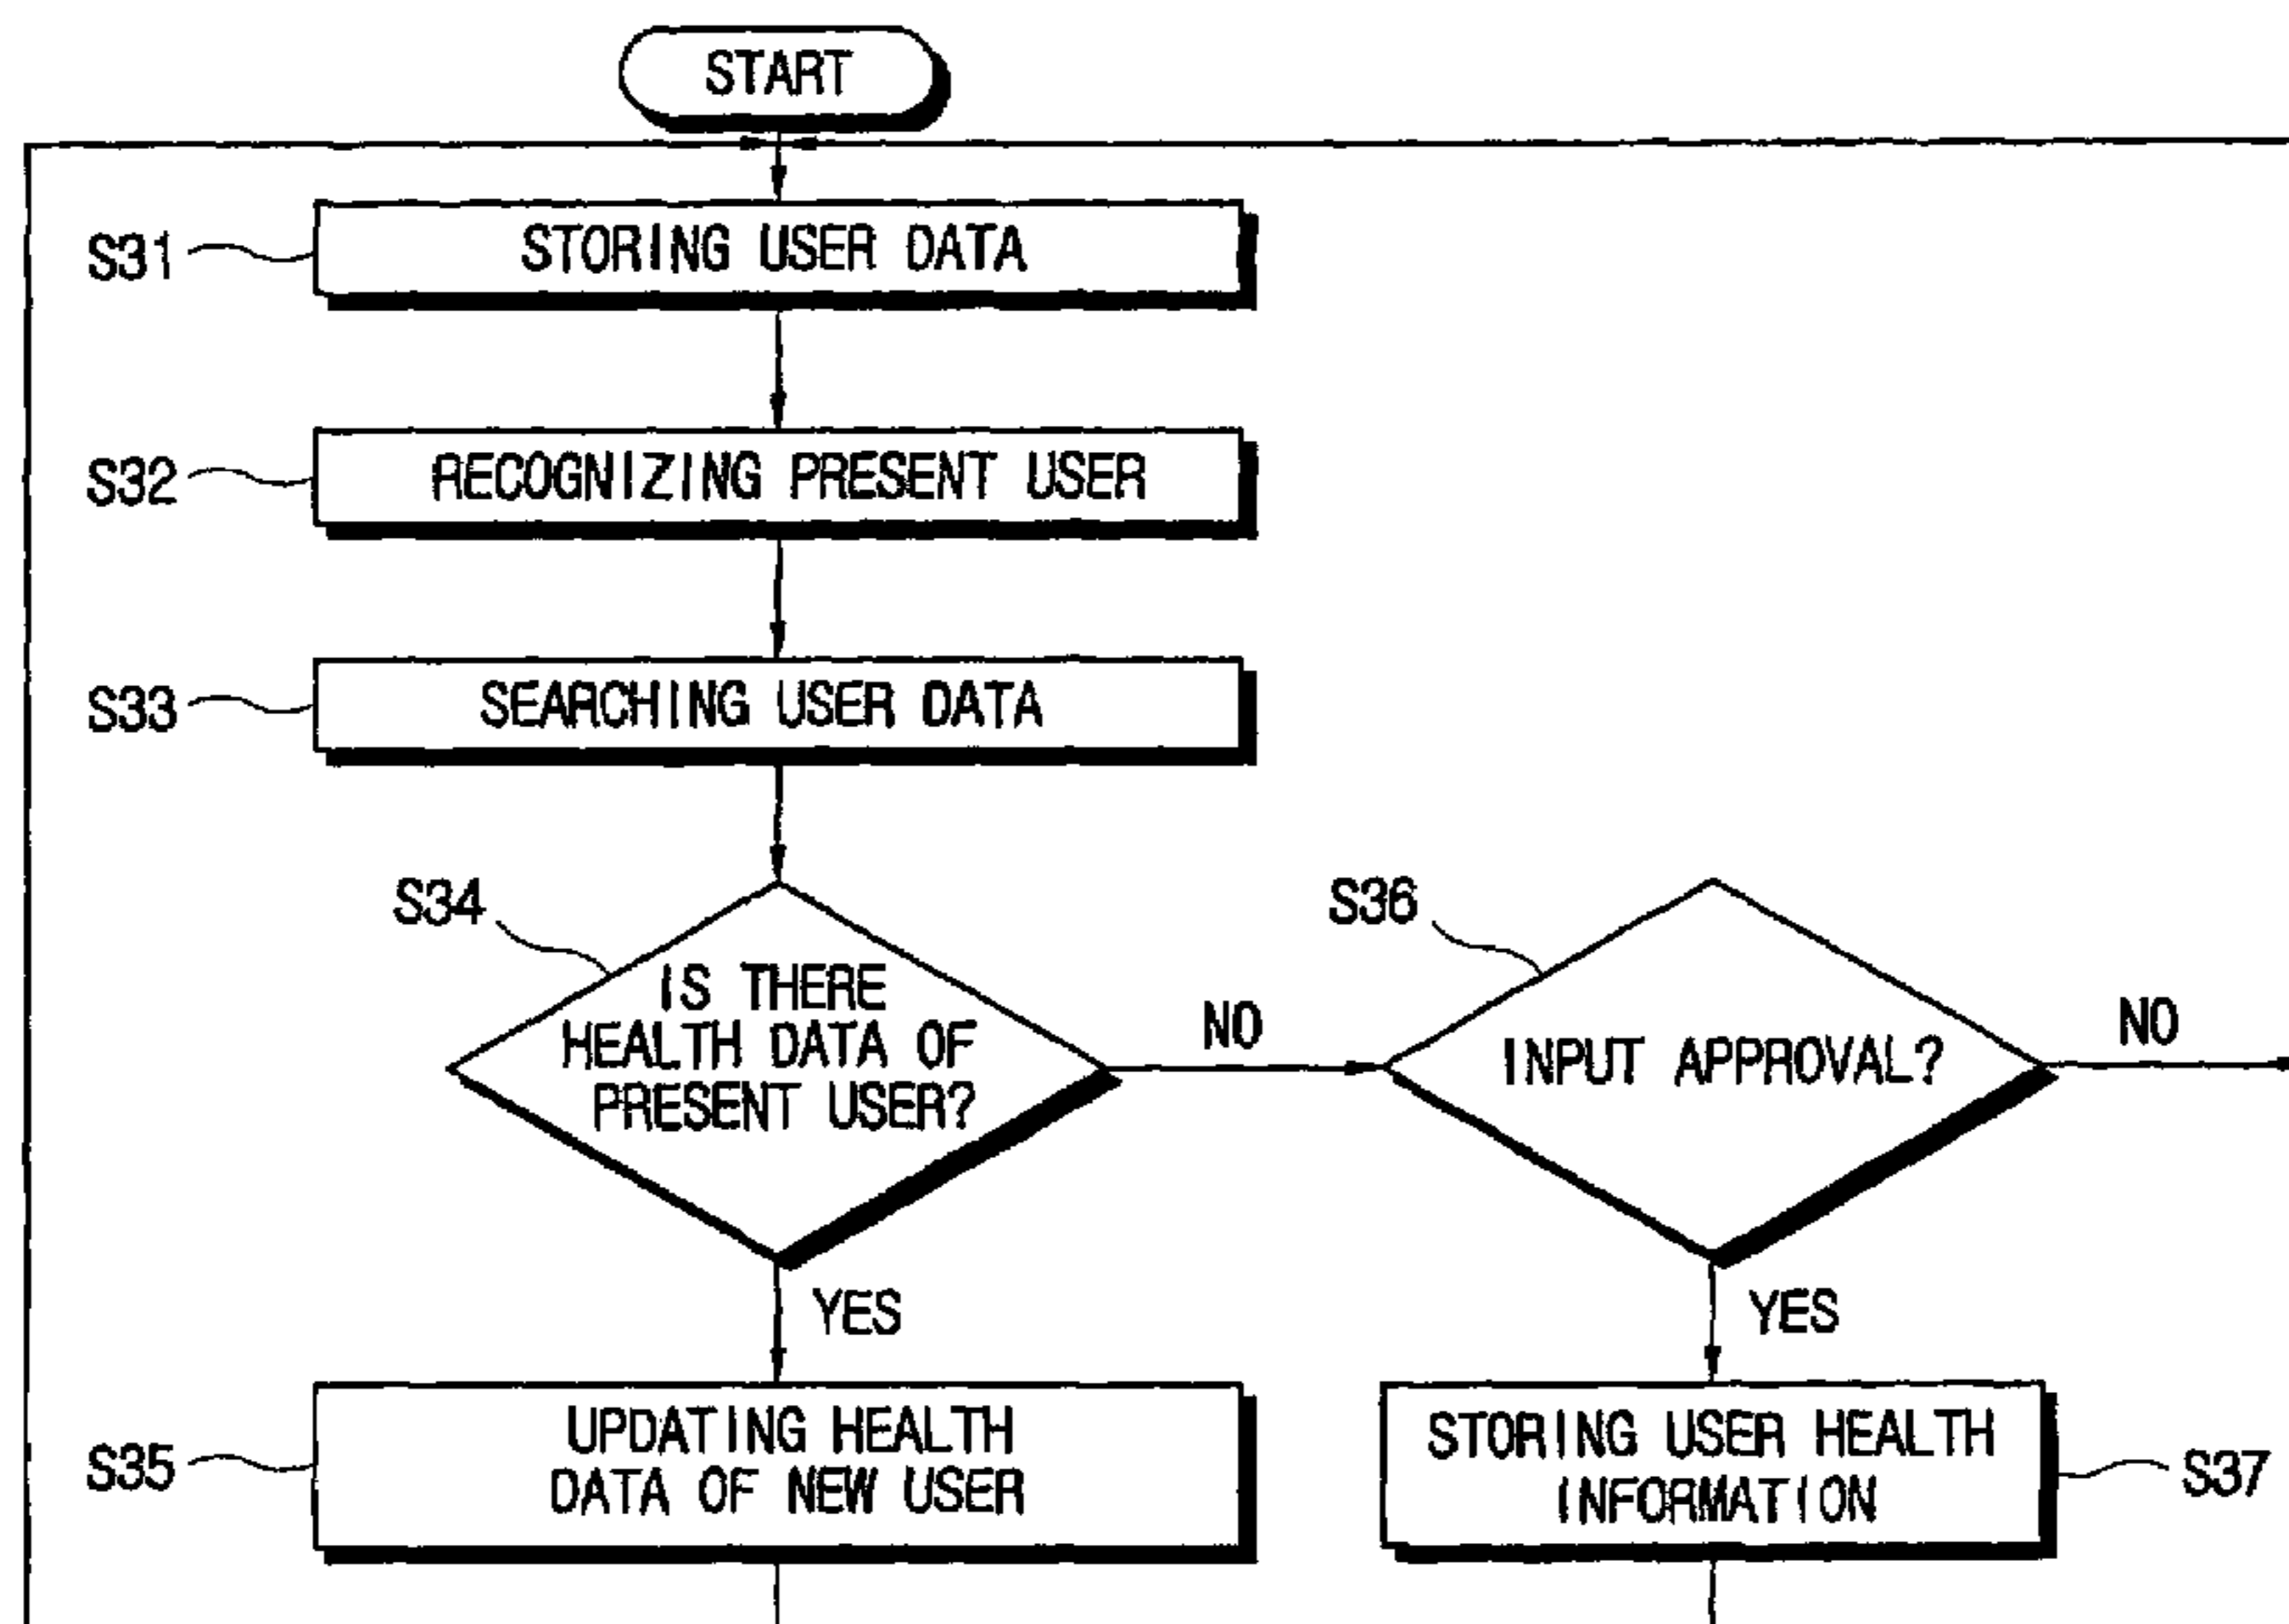 START
S31
STORING USER DATA
S32
RECOGNIZING PRESENT USER
S33
SEARCHING USER DATA
S34
IS THERE
HEALTH DATA OF
PRESENT USER?
NO
S36
INPUT APPROVAL?
NO
YES
YES
S35
UPDATING HEALTH
DATA OF NEW USER
STORING USER HEALTH
INFORMATION
S37